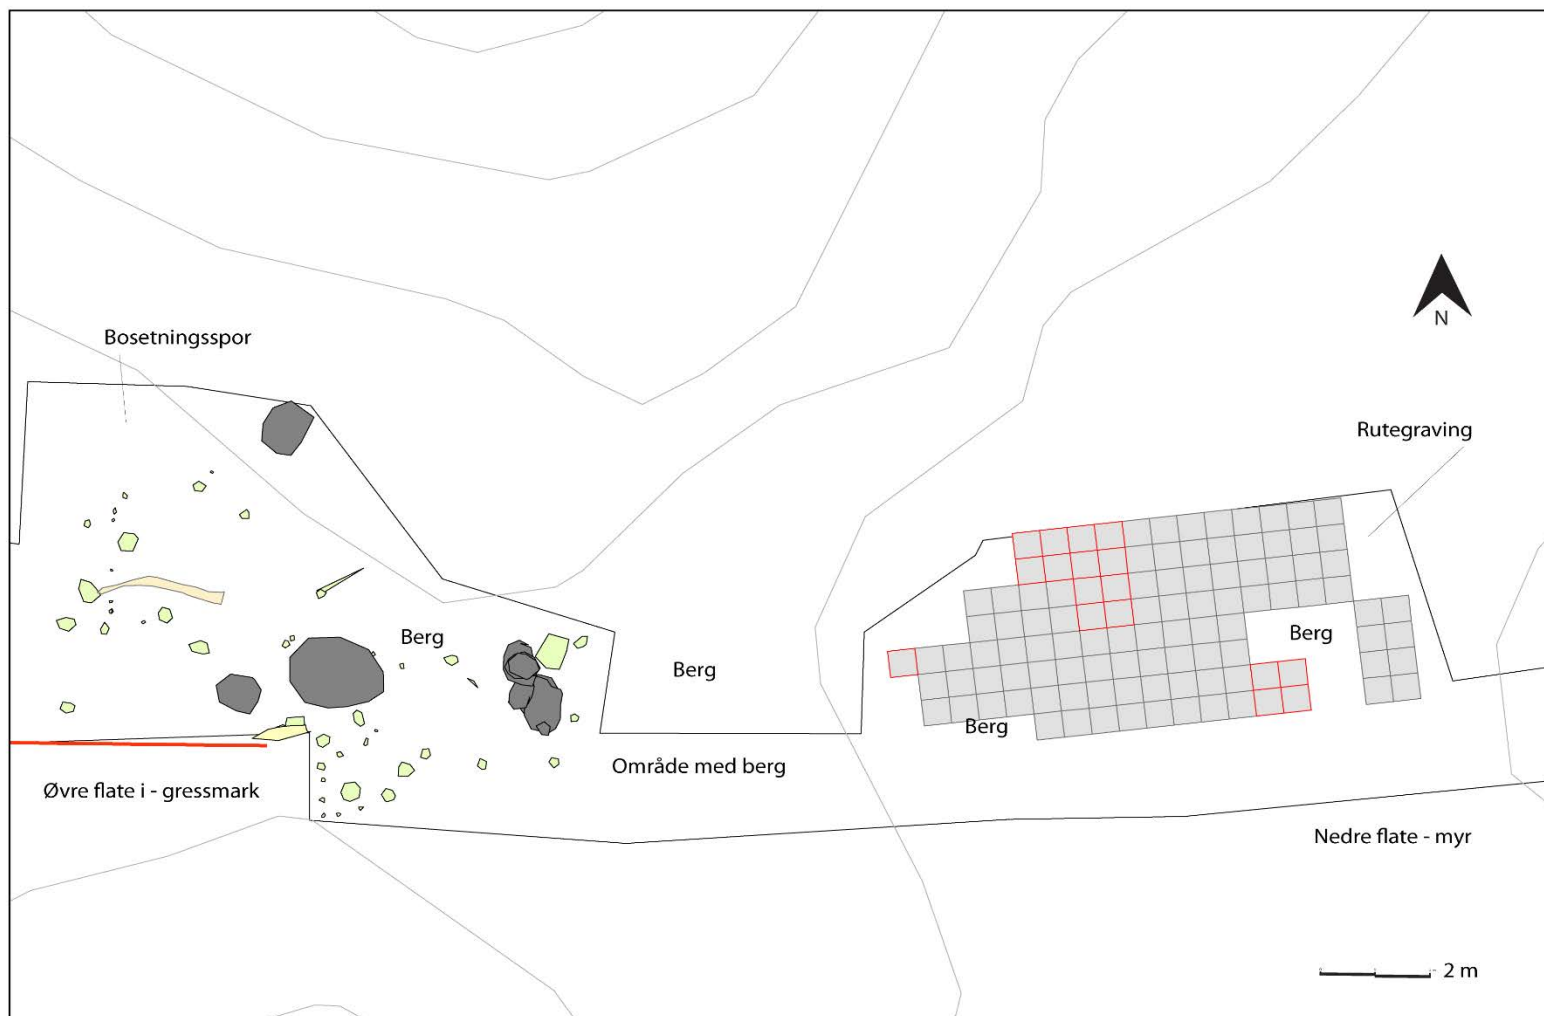 N
Bosetningsspor
Rutegraving
Berg
Berg
Berg
Berg
Område med berg
Øvre flate i - gressmark
Nedre flate - myr
2 m